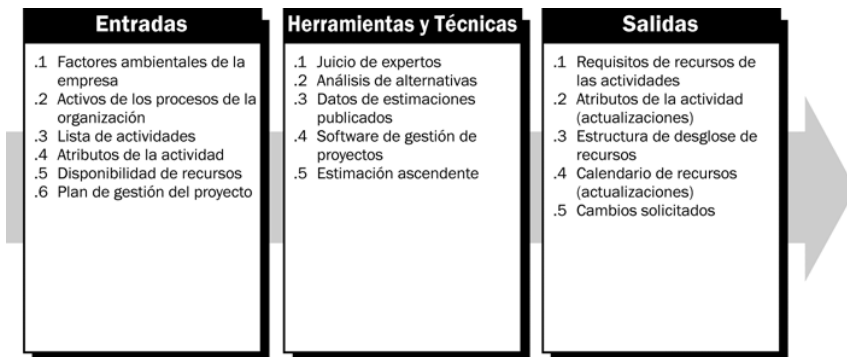 Entradas
.1 Factores ambientales de la
empresa
.2 Activos de los procesos de la
organización
.3 Lista de actividades
.4 Atributos de la actividad
.5 Disponibilidad de recursos
.6 Plan de gestión del proyecto
Herramientas y Técnicas
.1 Juicio de expertos
.2 Análisis de alternativas
.3 Datos de estimaciones
publicados
.4 Software de gestión de
proyectos
.5 Estimación ascendente
Salidas
.1 Requisitos de recursos de
las actividades
.2 Atributos de la actividad
(actualizaciones)
.3 Estructura de desglose de
recursos
.4 Calendario de recursos
(actualizaciones)
.5 Cambios solicitados